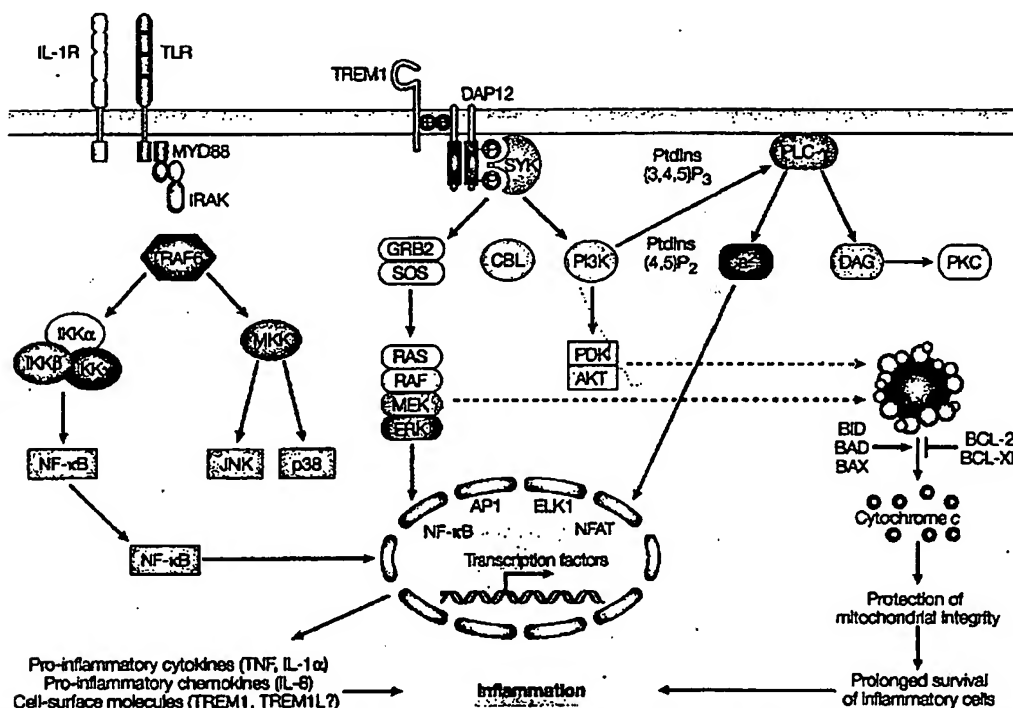 IL-1R
TLR
TREM1
DAP12
MYD88
IRAK
SYK
PtdIns
(3,4,5)P3
PLC-γ
TRAF6
GRB2
SOS
CBL
PI3K
PtdIns
(4,5)P2
DAG
PKC
IKKα
IKKβ
MKK
PDK
AKT
RAS
RAF
MEK
ERK
NF-κB
JNK
p38
BID
BAD
BAX
BCL-2
AP1
ELK1
NF-κB
NFAT
Cytochrome c
NF-κB
Transcription factors
Protection of
mitochondrial integrity
Pro-inflammatory cytokines (TNF, IL-1α)
Pro-inflammatory chemokines (IL-8)
Cell-surface molecules (TREM1, TREM1L?)
Inflammation
Prolonged survival
of inflammatory cells